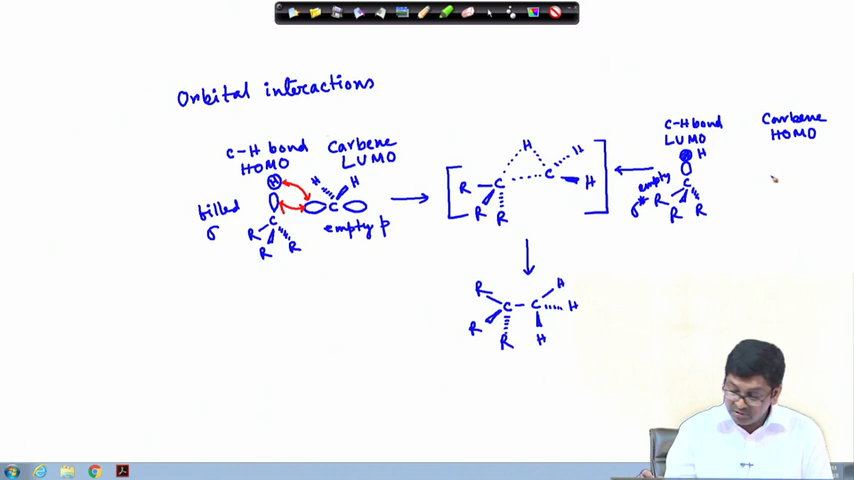 Orbital interactions
C-H bond
HOMO
Carbene
LUMO
H
H
H
C
filled
σ
C
R
R
R
empty p
H
H
C
C
R
H
R
R
C-H bond
LUMO
H
H
empty
σ*
C
R
R
R
Carbene
HOMO
R
H
C
C
H
R
R
H